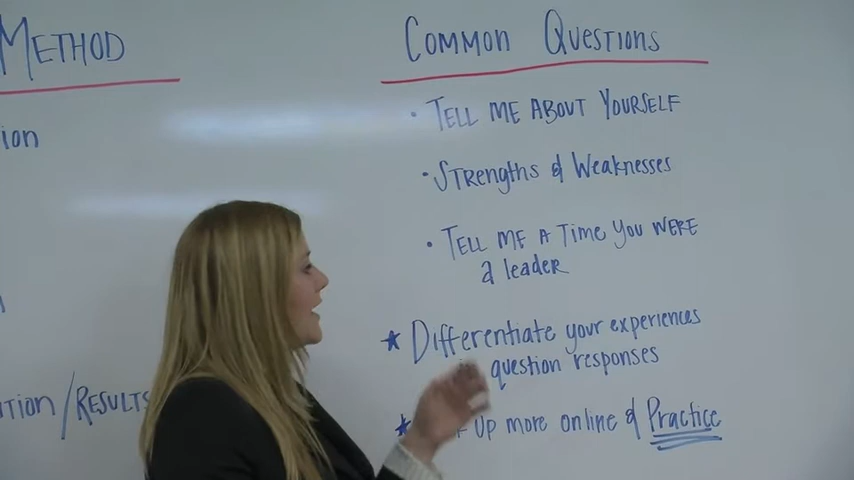 METHOD
ion
tion/RESULTS
COMMON QUESTIONS
• TELL ME ABOUT YOURSELF
• STRENGTHS & WEAKNESSES
• TELL ME A TIME YOU WERE
a leader
★ Differentiate your experiences
question responses
UP more online & Practice